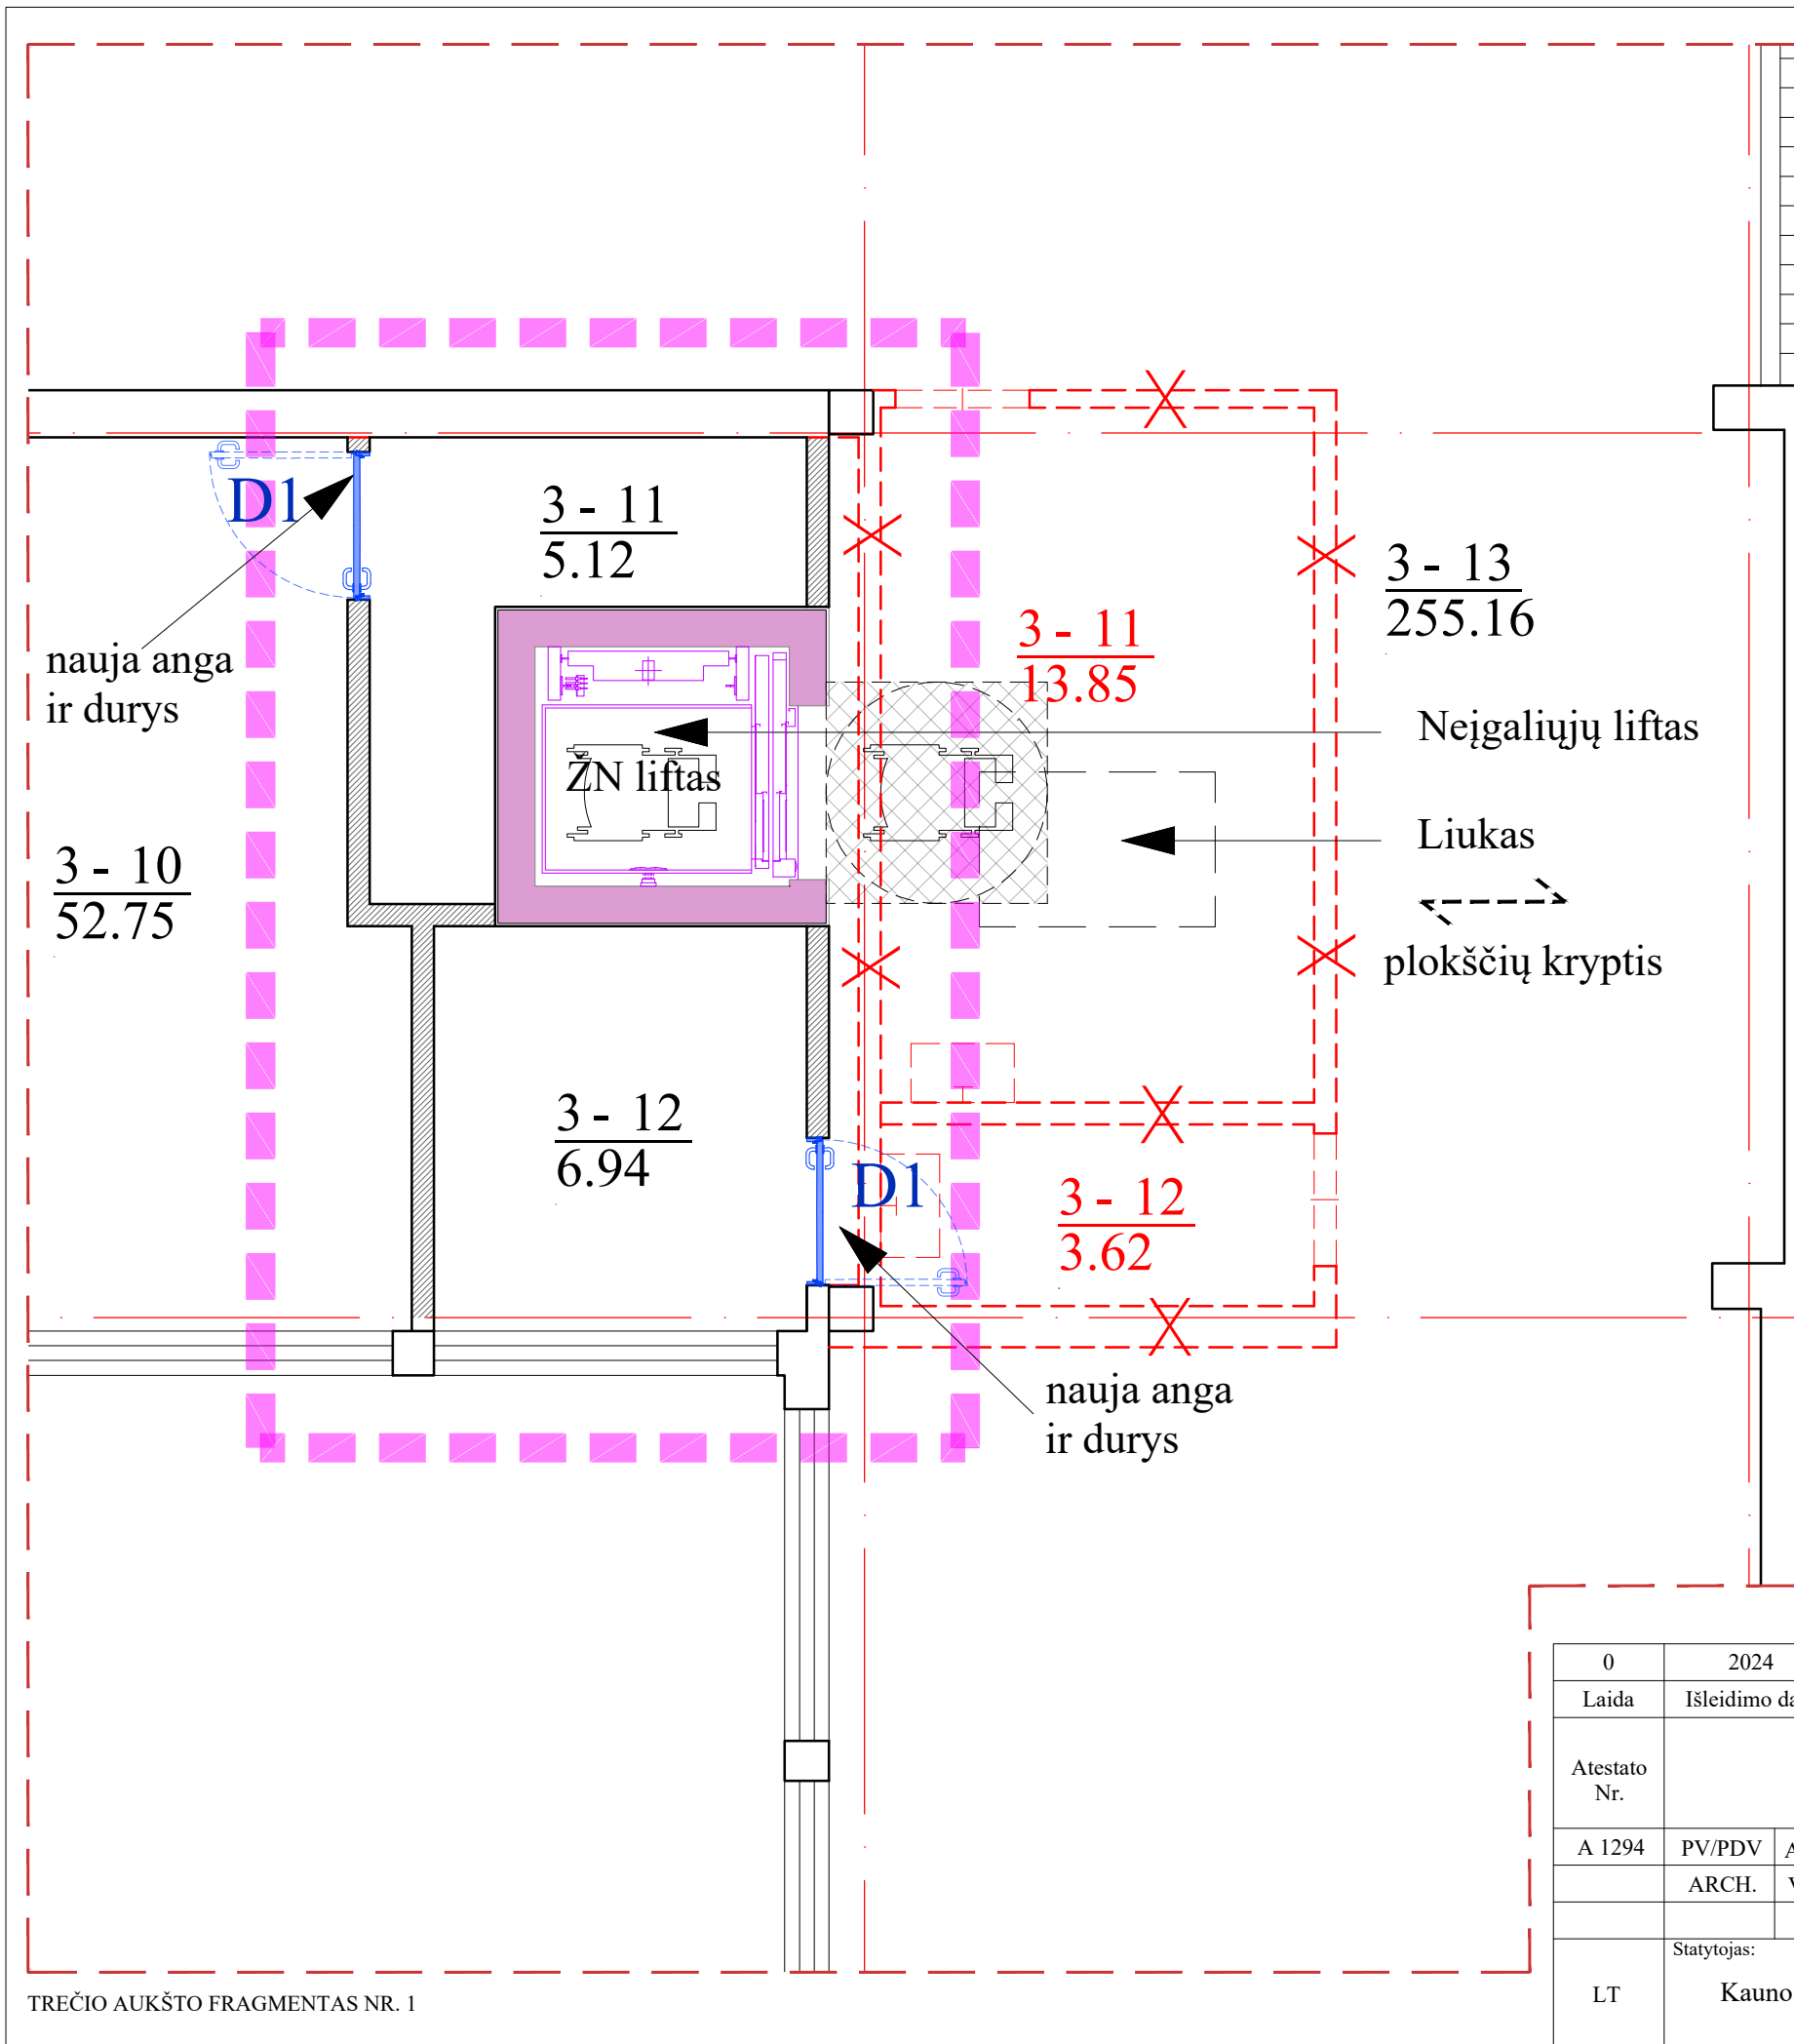 D1
3 - 11
5.12
nauja anga
ir durys
3 - 11
13.85
3 - 13
255.16
Neįgaliųjų liftas
ŽN liftas
Liukas
plokščių kryptis
3 - 10
52.75
3 - 12
6.94
D1
3 - 12
3.62
nauja anga
ir durys
0 2024
Laida Išleidimo
Atestato
Nr.
A 1294 PV/PDV
ARCH.
Statytojas:
LT Kauno
TREČIO AUKŠTO FRAGMENTAS NR. 1